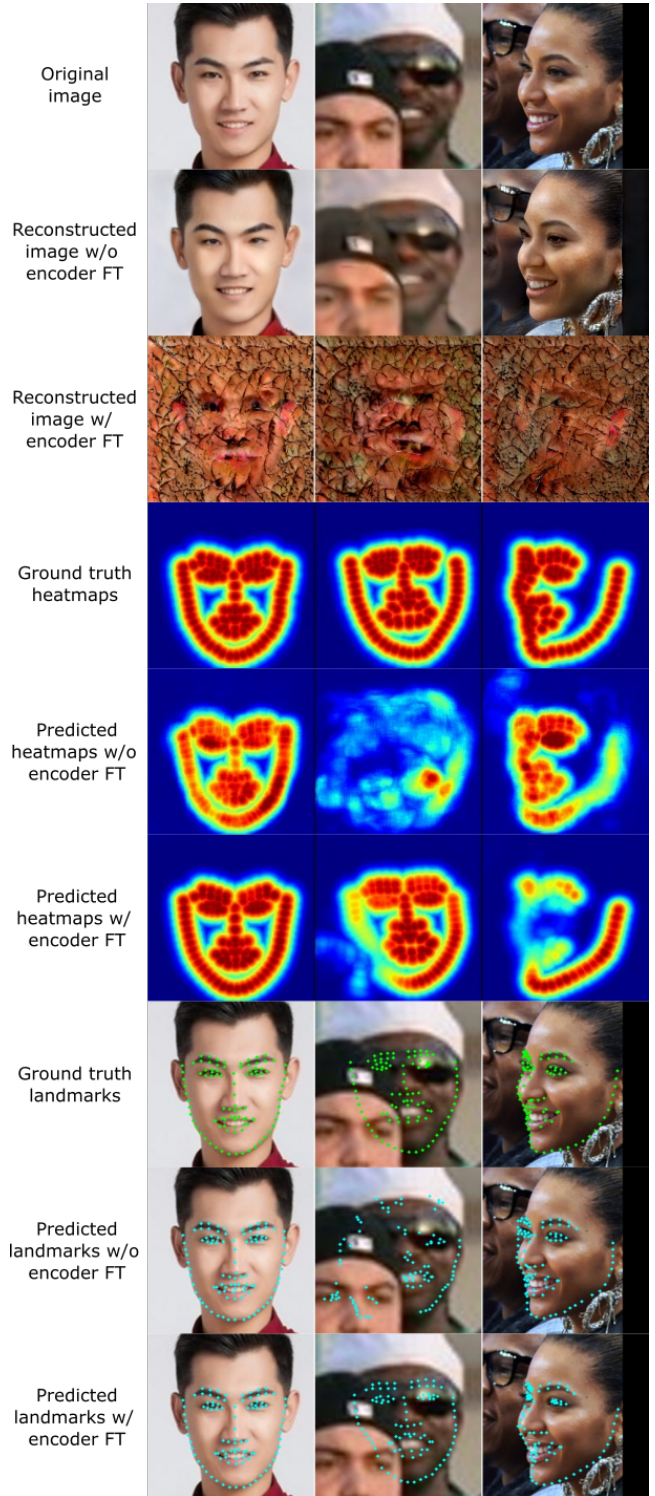 Original
image
Reconstructed
image w/o
encoder FT
Reconstructed
image w/
encoder FT
Ground truth
heatmaps
Predicted
heatmaps w/o
encoder FT
Predicted
heatmaps w/
encoder FT
Ground truth
landmarks
Predicted
landmarks w/o
encoder FT
Predicted
landmarks w/
encoder FT